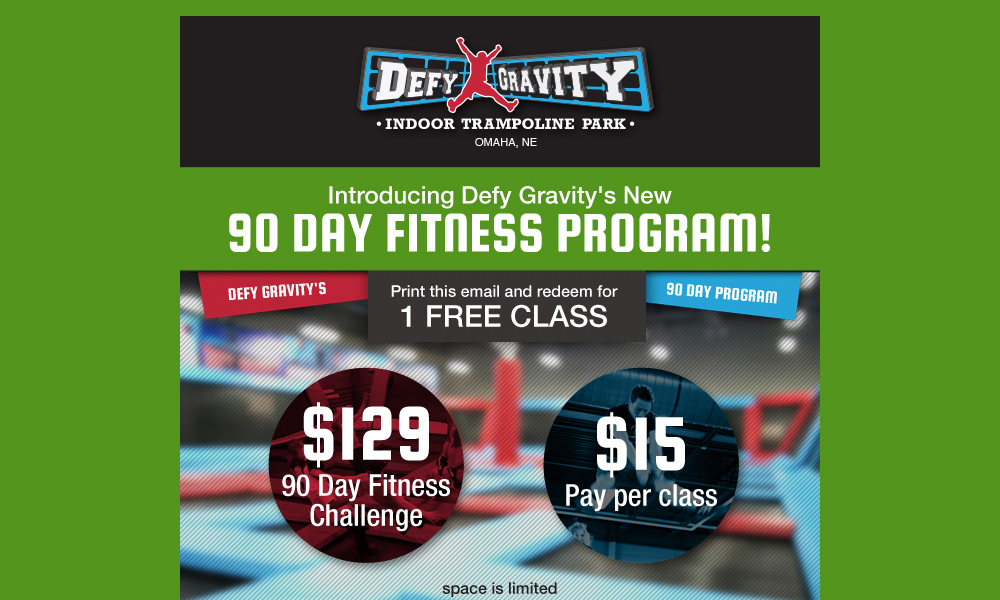 DEFY GRAVITY
• INDOOR TRAMPOLINE PARK •
OMAHA, NE
Introducing Defy Gravity's New
90 DAY FITNESS PROGRAM!
DEFY GRAVITY'S
Print this email and redeem for
1 FREE CLASS
90 DAY PROGRAM
$129
90 Day Fitness
Challenge
$15
Pay per class
space is limited